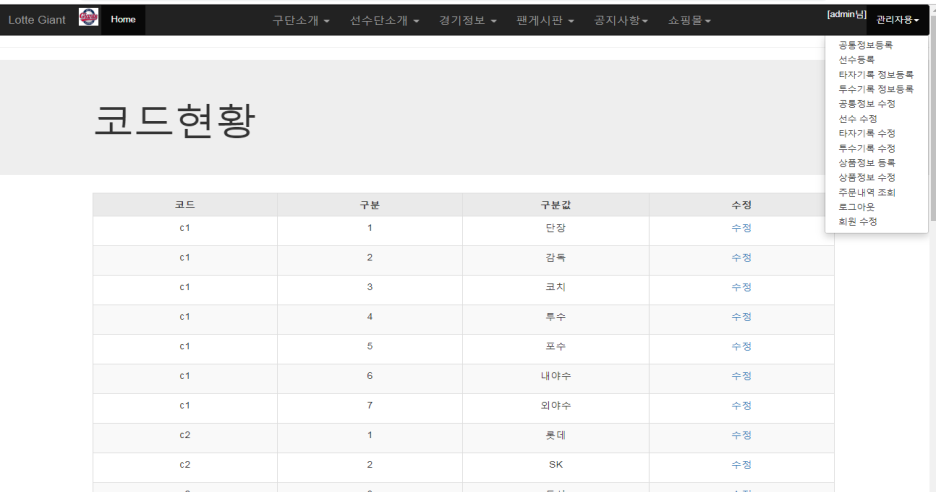 Lotte Giant Home 구단소개 선수단소개 경기정보 팬게시판 공지사항 쇼핑몰 [admin님] 관리자용
공통정보등록
선수등록
타자기록 정보등록
투수기록 정보등록
공통정보 수정
선수 수정
타자기록 수정
투수기록 수정
상품정보 등록
상품정보 수정
주문내역 조회
로그아웃
회원 수정
코드현황
코드 구분 구분값 수정
c1 1 단장 수정
c1 2 감독 수정
c1 3 코치 수정
c1 4 투수 수정
c1 5 포수 수정
c1 6 내야수 수정
c1 7 외야수 수정
c2 1 롯데 수정
c2 2 SK 수정